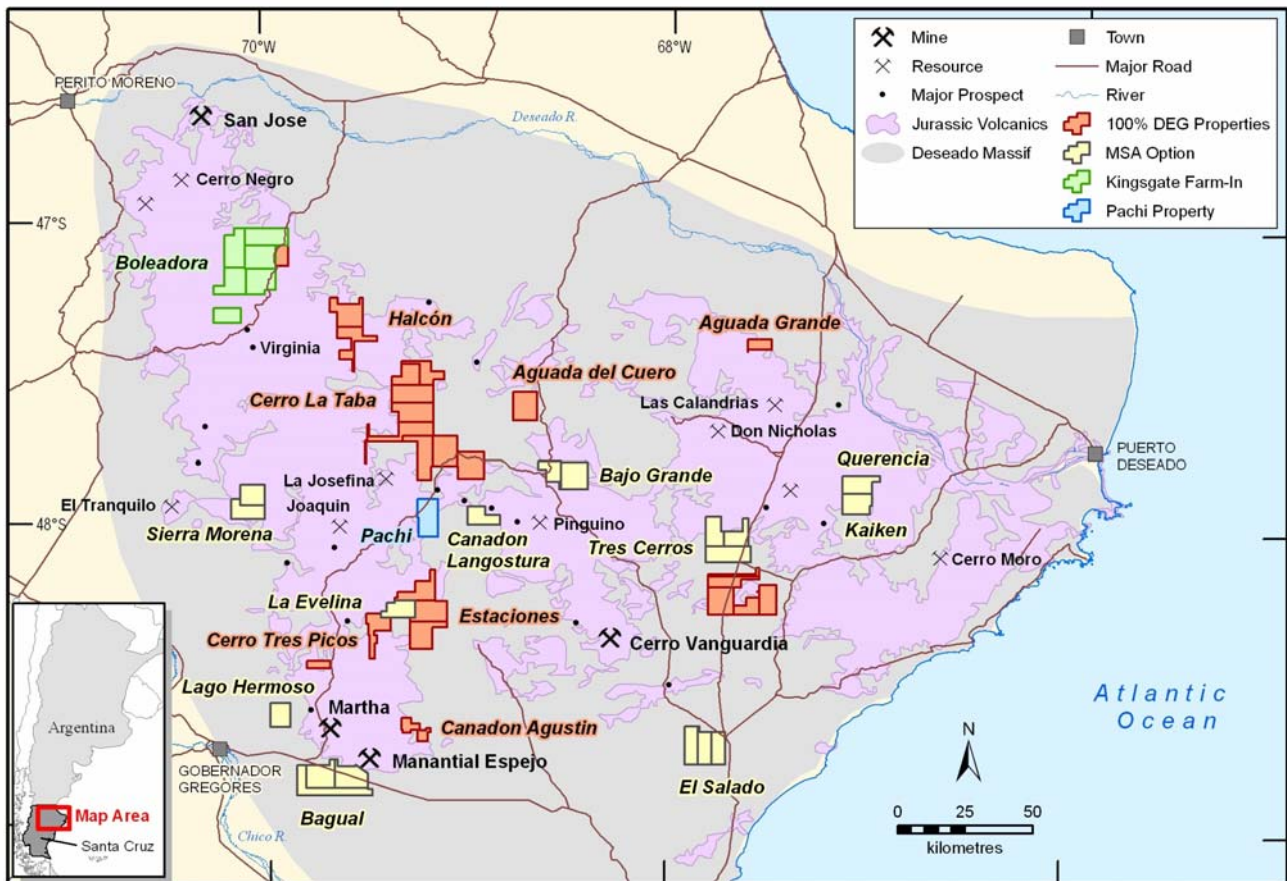 70°W
68°W
Mine
Resource
Major Prospect
Jurassic Volcanics
Deseado Massif
Town
Major Road
River
100% DEG Properties
MSA Option
Kingsgate Farm-In
Pachi Property
PERITO MORENO
San Jose
Deseado R.
Cerro Negro
47°S
Boleadora
Halcón
Virginia
Aguada Grande
Aguada del Cuero
Cerro La Taba
Las Calandrias
Don Nicholas
PUERTO
DESEADO
Querencia
Bajo Grande
La Josefina
El Tranquilo
Joaquin
48°S
Sierra Morena
Pachi
Canadon
Langostura
Pinguino
Tres Cerros
Kaiken
Cerro Moro
La Evelina
Estaciones
Cerro Tres Picos
Cerro Vanguardia
Lago Hermoso
Martha
Canadon Agustin
Manantial Espejo
GOBERNADOR
GREGORES
Bagual
El Salado
Chico R.
Atlantic
Ocean
N
0 25 50
kilometres
Argentina
Map Area
Santa Cruz